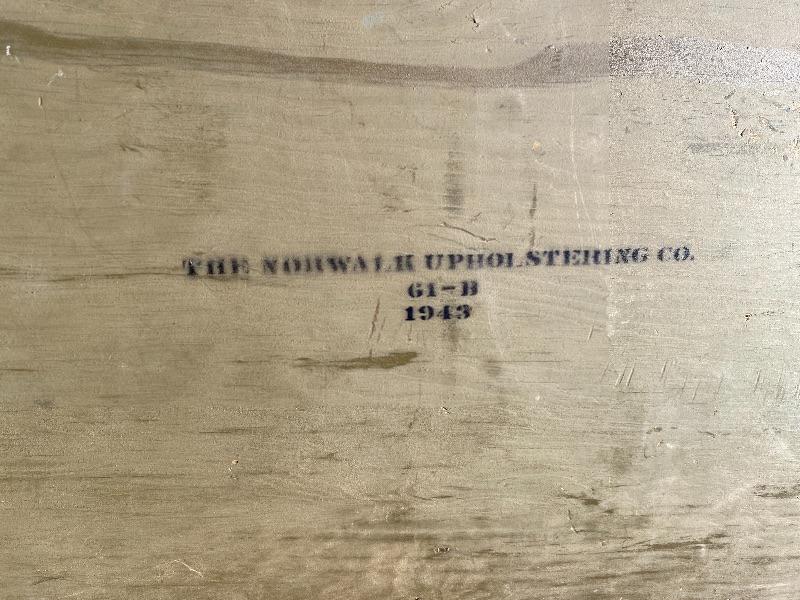 THE NORWALK UPHOLSTERING CO.
61-B
1943